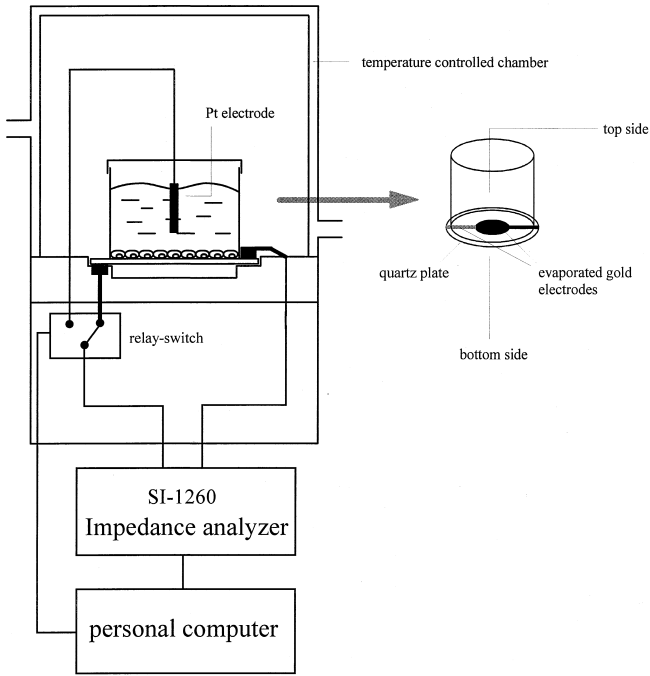 temperature controlled chamber
Pt electrode
top side
quartz plate
evaporated gold
electrodes
bottom side
relay-switch
SI-1260
Impedance analyzer
personal computer